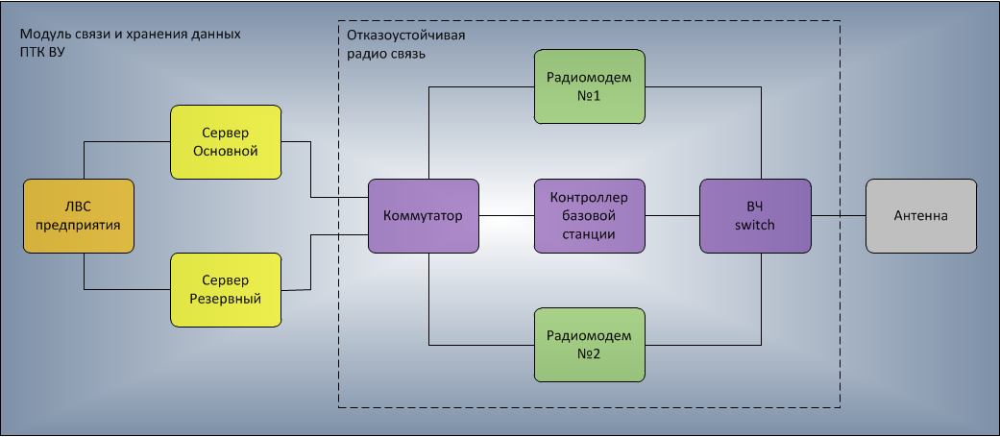 Модуль связи и хранения данных
ПТК ВУ
Отказоустойчивая
радио связь
Радиомодем
№1
Сервер
Основной
ЛВС
предприятия
Коммутатор
Контроллер
базовой
станции
ВЧ
switch
Антенна
Сервер
Резервный
Радиомодем
№2